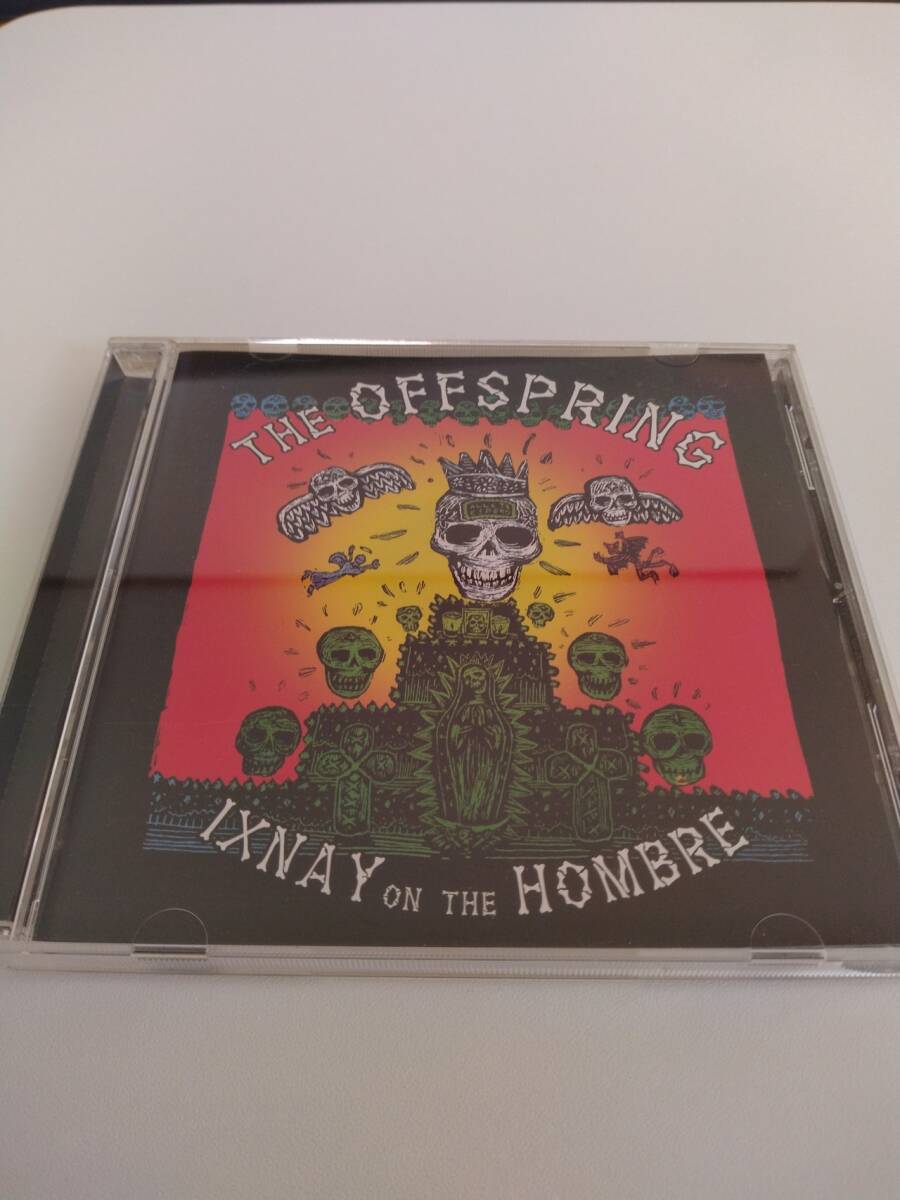 THE OFFSPRING
IXNAY ON THE HOMBRE